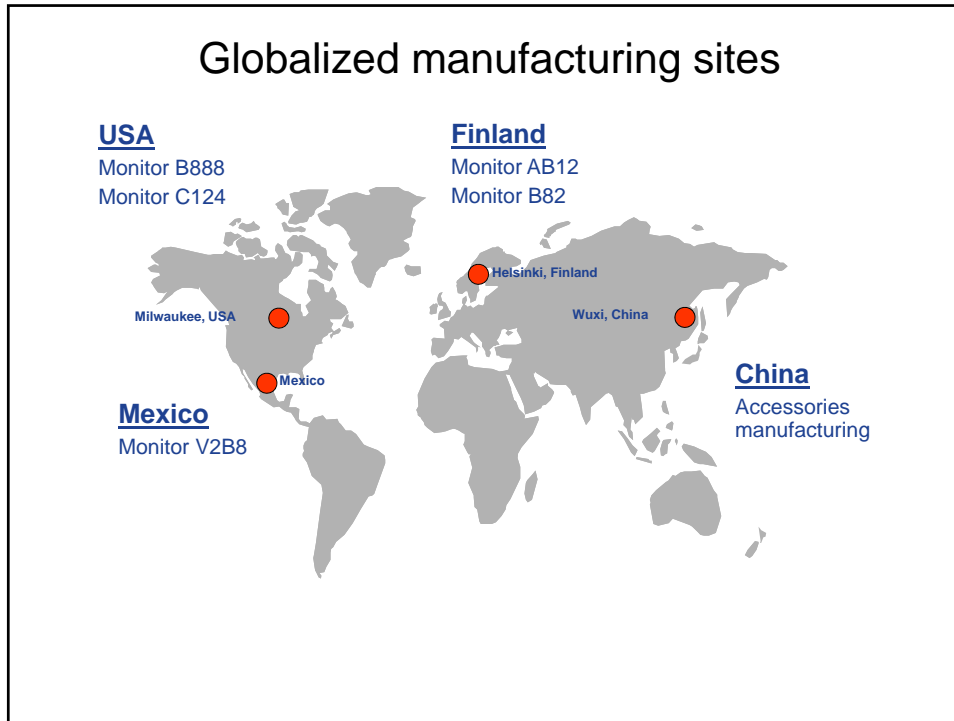 Globalized manufacturing sites
USA
Monitor B888
Monitor C124
Finland
Monitor AB12
Monitor B82
Helsinki, Finland
Milwaukee, USA
Wuxi, China
Mexico
China
Accessories
manufacturing
Mexico
Monitor V2B8